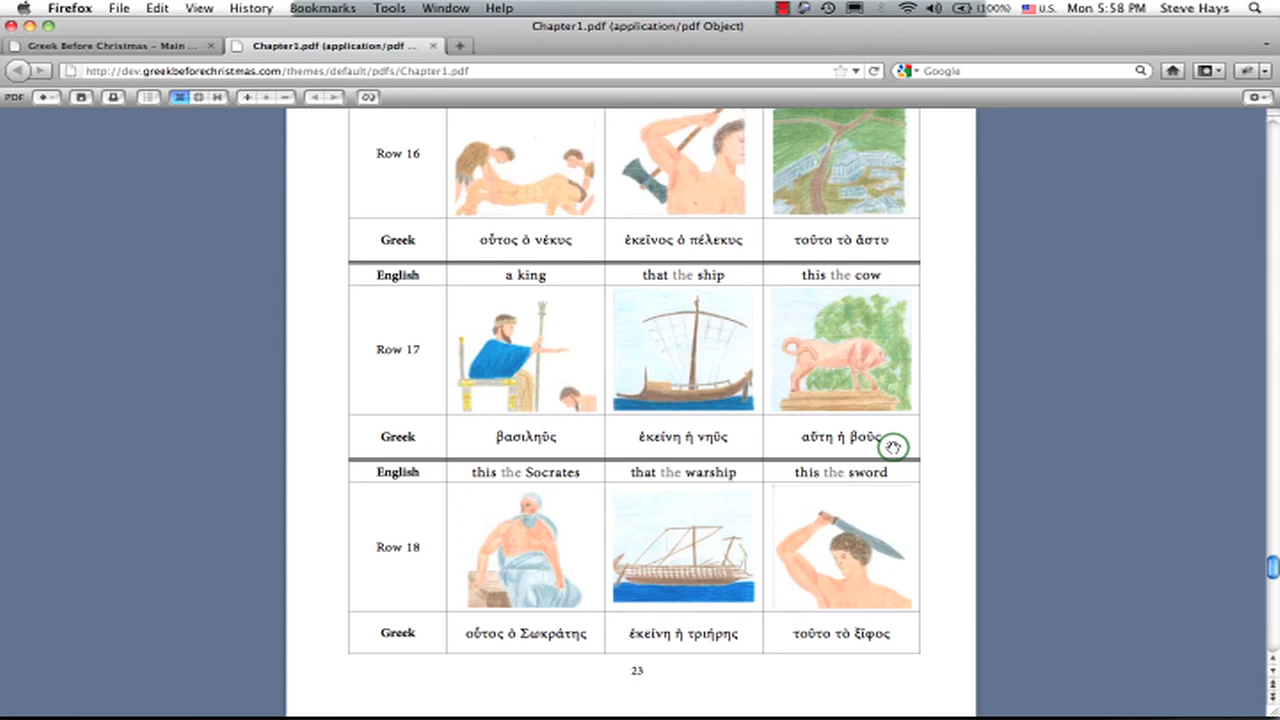 Firefox File Edit View History Bookmarks Tools Window Help (100%) U.S. Mon 5:58 PM Steve Hays
Chapter1.pdf (application/pdf Object)
Greek Before Christmas – Main ... Chapter1.pdf (application/pdf ...
http://dev.greekbeforechristmas.com/themes/default/pdfs/Chapter1.pdf Google
PDF
Row 16
Greek οὗτος ὁ νέκυς ἐκεῖνος ὁ πέλεκυς τοῦτο τὸ ἄστυ
English a king that the ship this the cow
Row 17
Greek βασιληῦς ἐκείνη ἡ νηῦς αὕτη ἡ βοῦς
English this the Socrates that the warship this the sword
Row 18
Greek οὗτος ὁ Σωκράτης ἐκείνη ἡ τριήρης τοῦτο τὸ ξῖφος
23